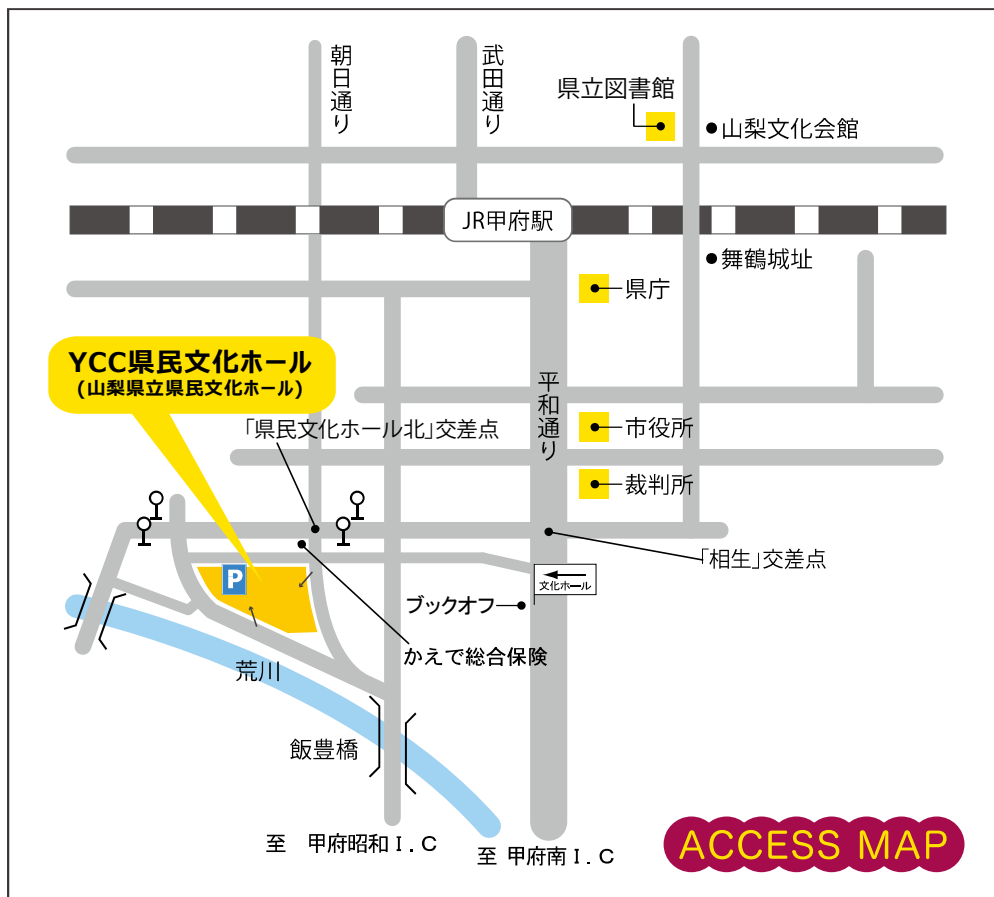 朝日通り
武田通り
県立図書館
山梨文化会館
JR甲府駅
舞鶴城址
県庁
YCC県民文化ホール
(山梨県立県民文化ホール)
平和通り
「県民文化ホール北」交差点
市役所
裁判所
「相生」交差点
P
文化ホール
ブックオフ
かえで総合保険
荒川
飯豊橋
至 甲府昭和I.C
至 甲府南I.C
ACCESS MAP